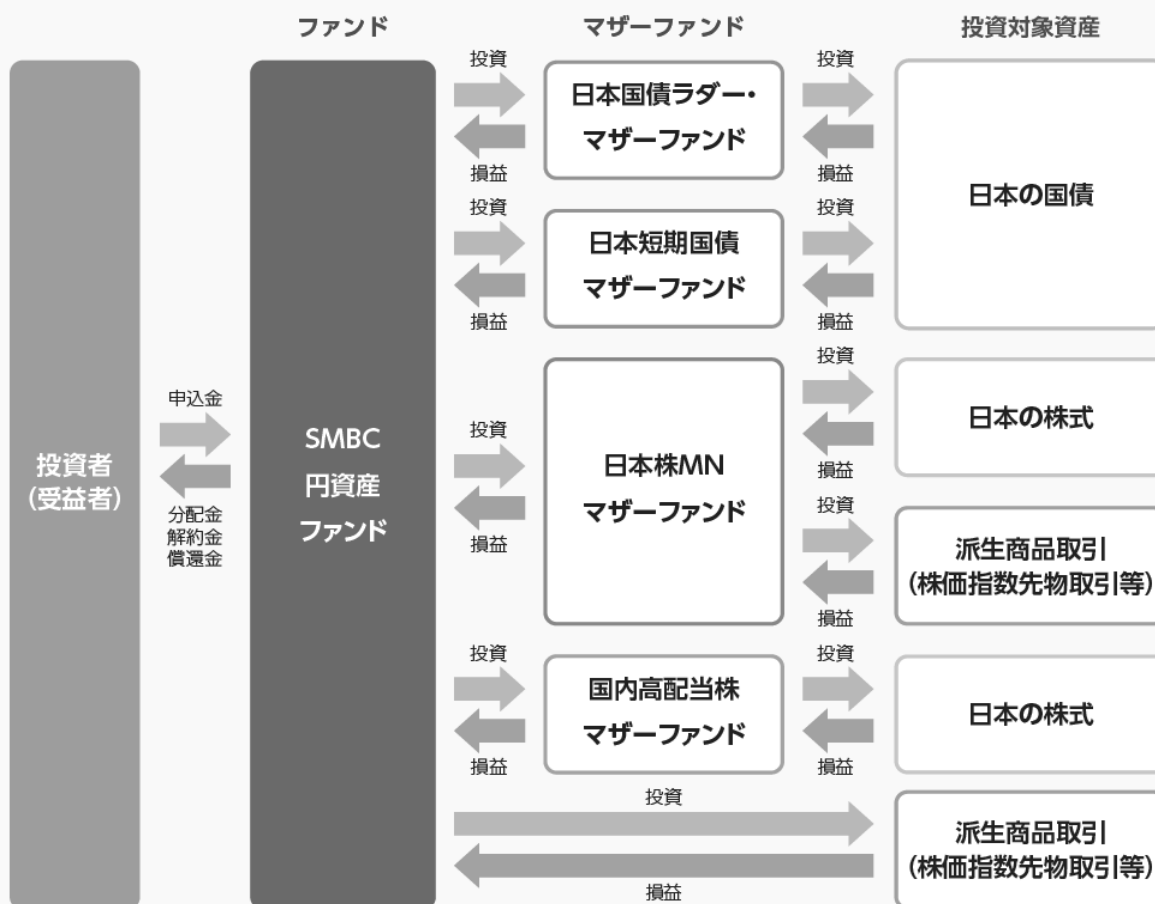 ファンド
マザーファンド
投資対象資産
投資者
(受益者)
申込金
分配金
解約金
償還金
SMBC
円資産
ファンド
投資
損益
日本国債ラダー・
マザーファンド
投資
損益
投資
損益
日本短期国債
マザーファンド
投資
損益
日本の国債
投資
損益
日本株MN
マザーファンド
投資
損益
日本の株式
投資
損益
派生商品取引
(株価指数先物取引等)
投資
損益
国内高配当株
マザーファンド
投資
損益
日本の株式
投資
損益
派生商品取引
(株価指数先物取引等)